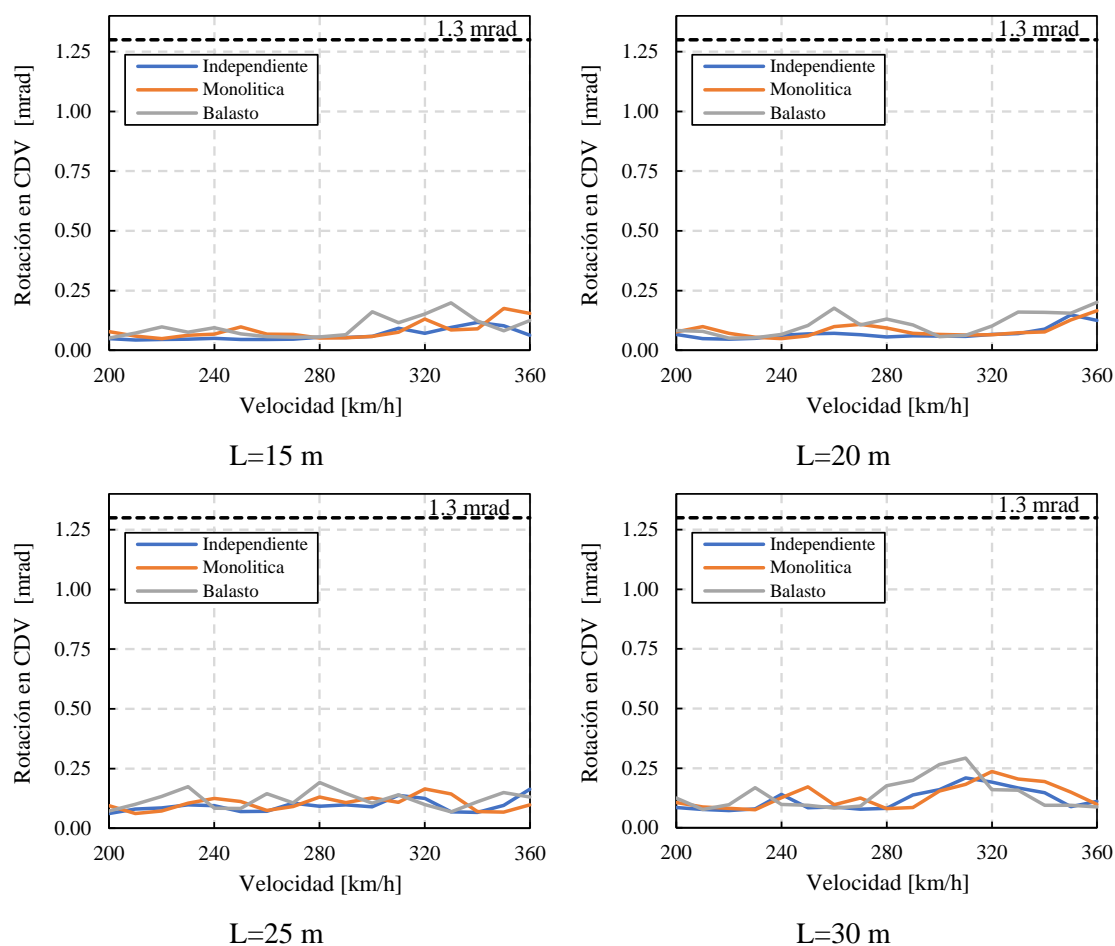 1.3 mrad
1.25
1.00
0.75
0.50
0.25
0.00
Rotación en CDV [mrad]
Independiente
Monolitica
Balasto
200 240 280 320 360
Velocidad [km/h]
L=15 m
1.3 mrad
1.25
1.00
0.75
0.50
0.25
0.00
Rotación en CDV [mrad]
Independiente
Monolitica
Balasto
200 240 280 320 360
Velocidad [km/h]
L=20 m
1.3 mrad
1.25
1.00
0.75
0.50
0.25
0.00
Rotación en CDV [mrad]
Independiente
Monolitica
Balasto
200 240 280 320 360
Velocidad [km/h]
L=25 m
1.3 mrad
1.25
1.00
0.75
0.50
0.25
0.00
Rotación en CDV [mrad]
Independiente
Monolitica
Balasto
200 240 280 320 360
Velocidad [km/h]
L=30 m